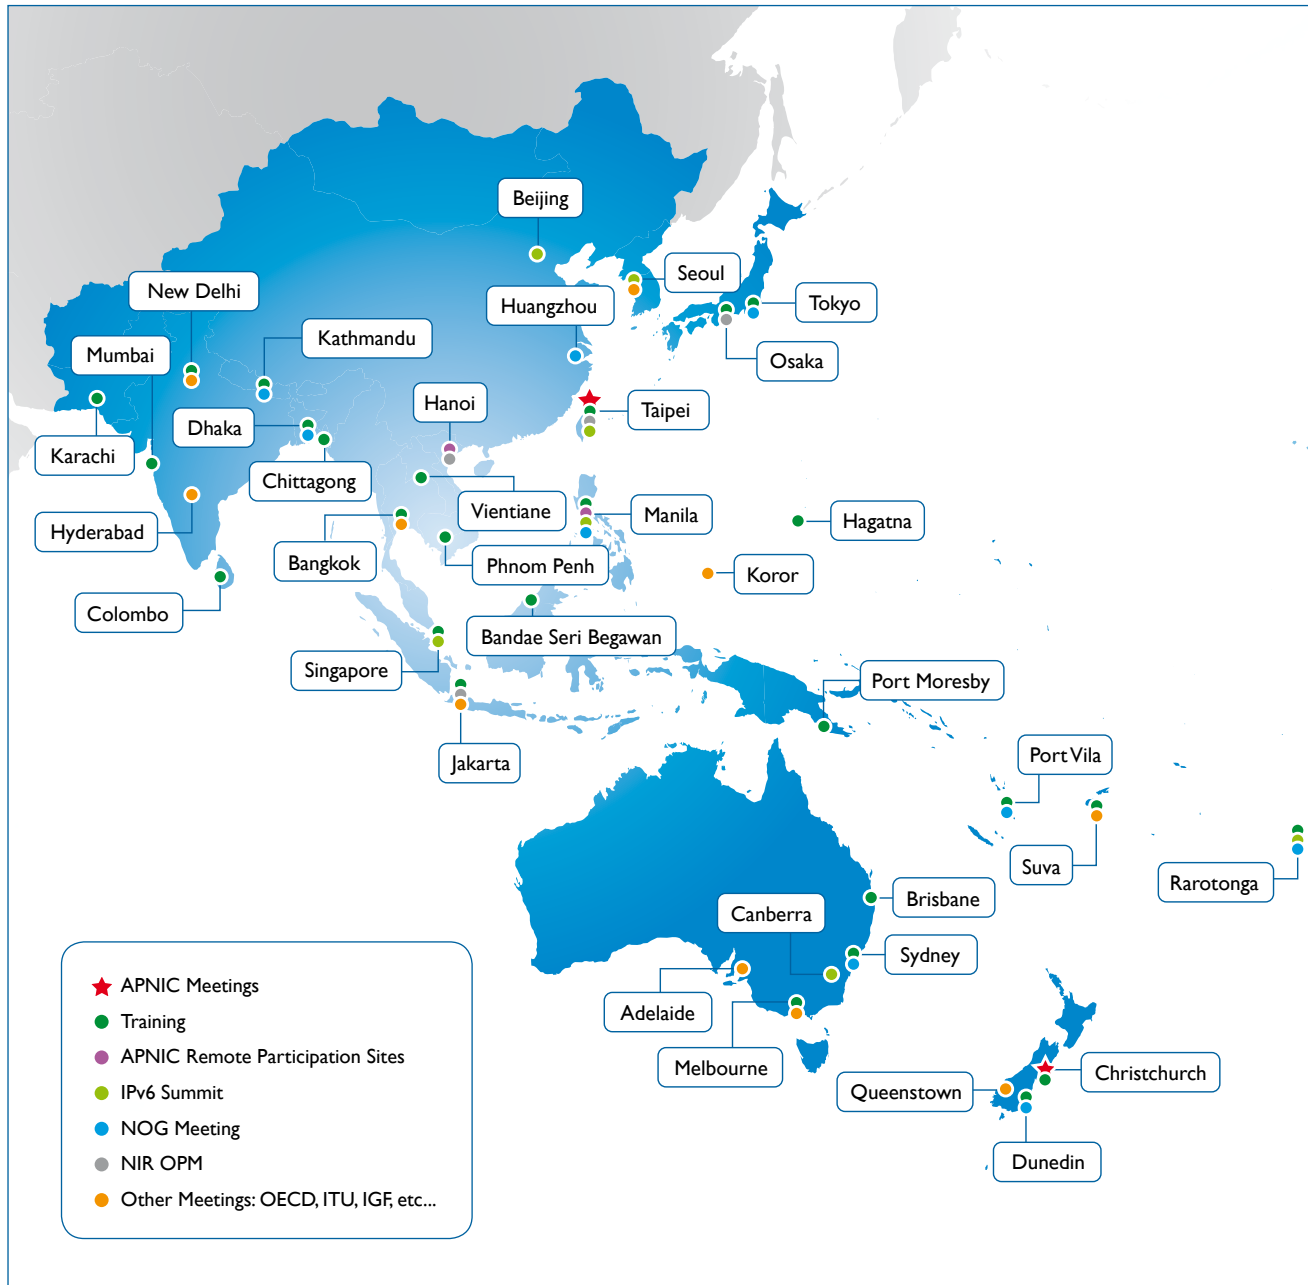 Beijing
Seoul
New Delhi
Huangzhou
Tokyo
Kathmandu
Mumbai
Osaka
Hanoi
Taipei
Dhaka
Karachi
Chittagong
Vientiane
Manila
Hagatna
Hyderabad
Bangkok
Phnom Penh
Koror
Colombo
Bandae Seri Begawan
Singapore
Port Moresby
Jakarta
Port Vila
Suva
Rarotonga
Brisbane
Canberra
Sydney
Adelaide
Melbourne
Christchurch
Queenstown
Dunedin
APNIC Meetings
Training
APNIC Remote Participation Sites
IPv6 Summit
NOG Meeting
NIR OPM
Other Meetings: OECD, ITU, IGF, etc...